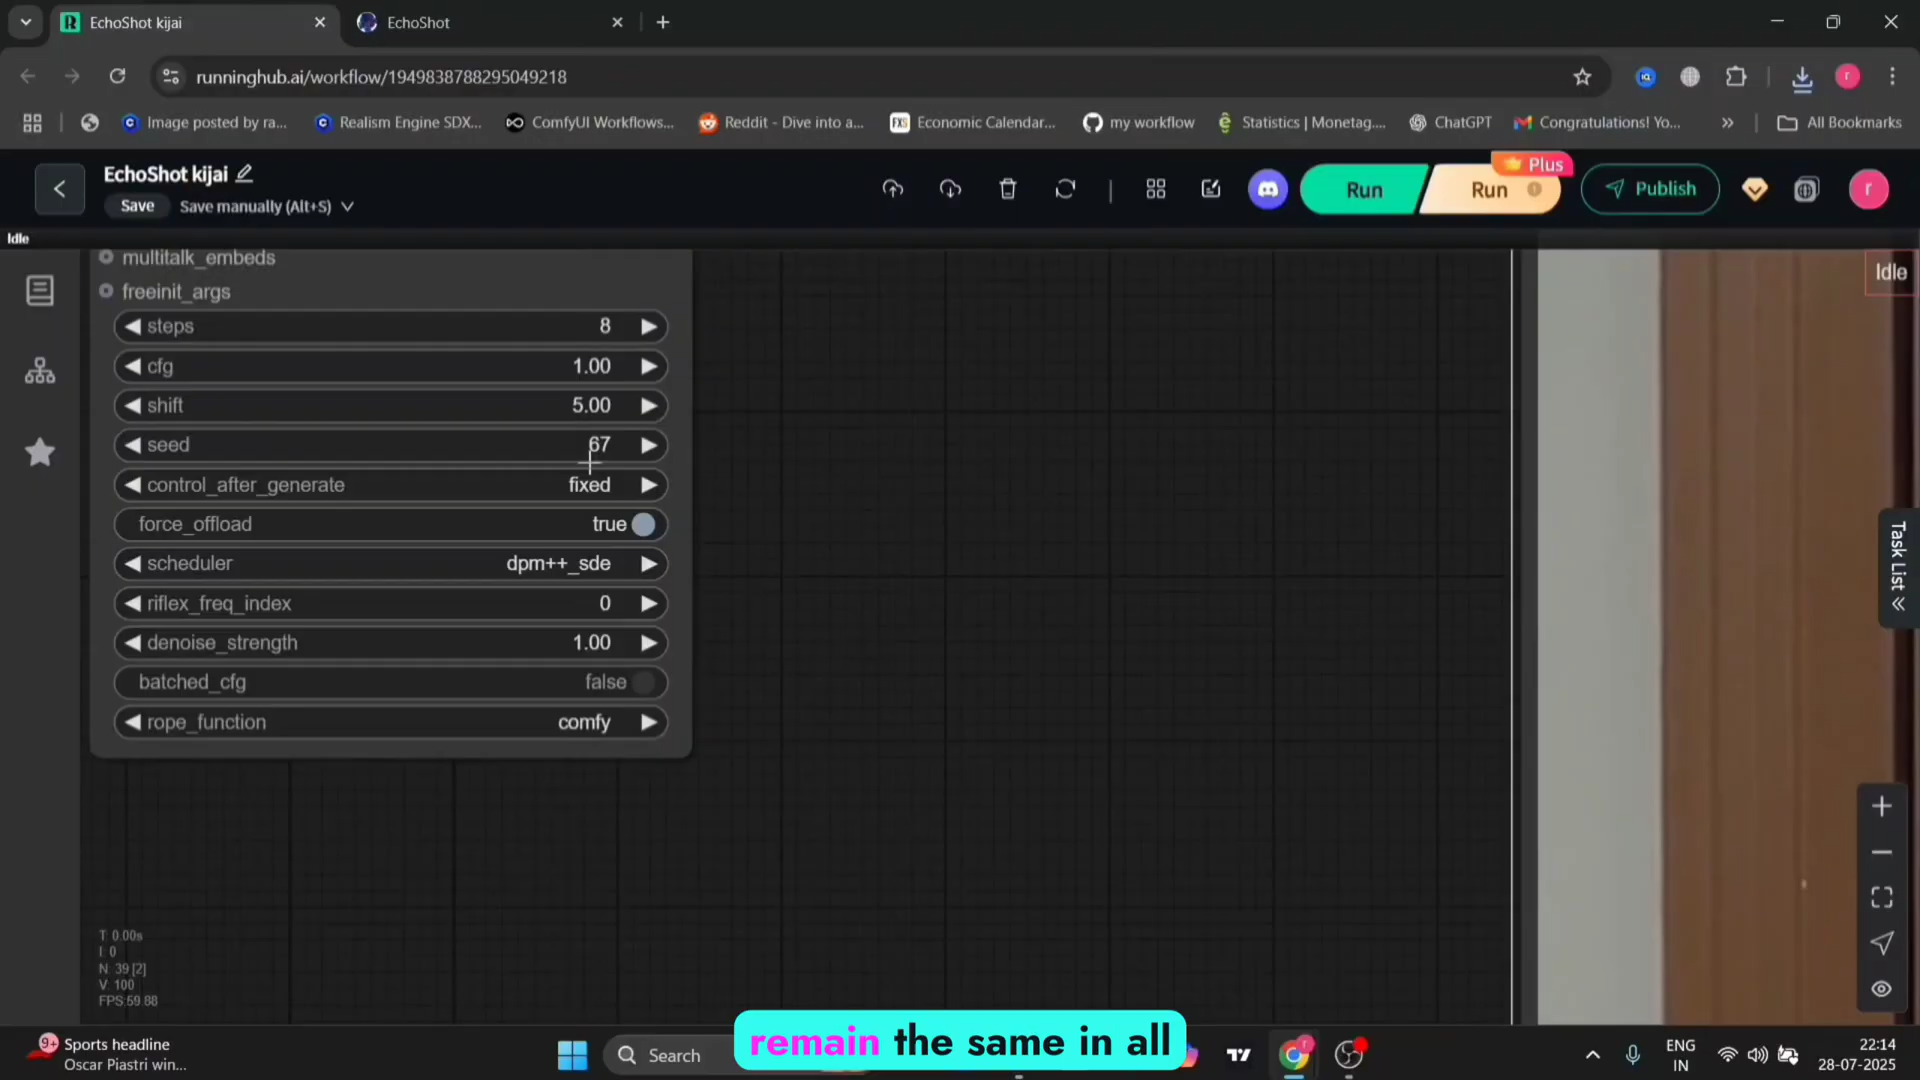 EchoShot kijai
EchoShot
runninghub.ai/workflow/1949838788295049218
Image posted by ra...
Realism Engine SDX...
ComfyUI Workflows...
Reddit - Dive into a...
Economic Calendar...
my workflow
Statistics | Monetag....
ChatGPT
Congratulations! Yo...
All Bookmarks
EchoShot kijai
Save
Save manually (Alt+S)
Run
Run
Plus
Publish
r
Idle
Idle
multitalk_embeds
freeinit_args
steps 8
cfg 1.00
shift 5.00
seed 67
control_after_generate fixed
force_offload true
scheduler dpm++_sde
riflex_freq_index 0
denoise_strength 1.00
batched_cfg false
rope_function comfy
Task List
T: 0.00s
I: 0
N: 39 [2]
V: 100
FPS:59.88
remain the same in all
9+
Sports headline
Oscar Piastri win...
Search
ENG
IN
22:14
28-07-2025